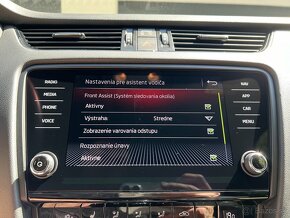 RADIO
MEDIA
PHONE
VOICE
Nastavenia pre asistent vodiča
Front Assist (Systém sledovania okolia)
Aktívny
Výstraha: Stredne
Zobrazenie varovania odstupu
Rozpoznanie únavy
Aktívne
NAV
CAR
MENU